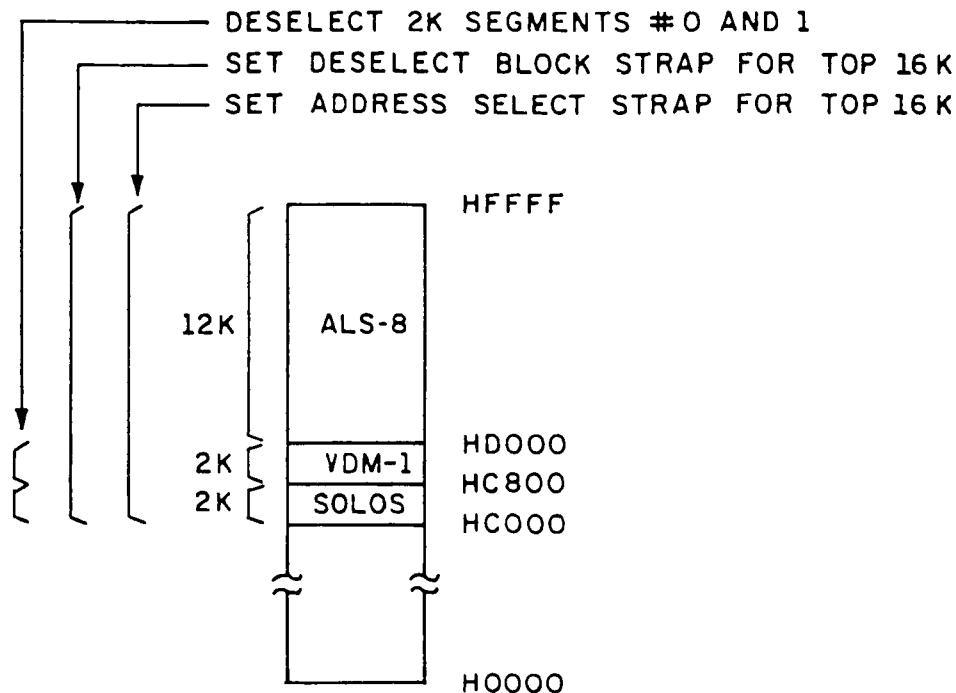 DESELECT 2K SEGMENTS #0 AND 1
SET DESELECT BLOCK STRAP FOR TOP 16K
SET ADDRESS SELECT STRAP FOR TOP 16K
HFFFF
12K
ALS-8
HD000
2K
VDM-1
HC800
2K
SOLOS
HC000
H0000